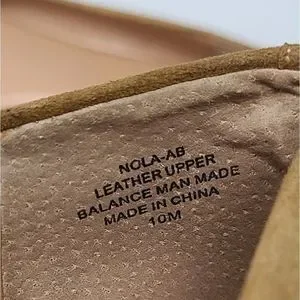 NOLA-AB
LEATHER UPPER
BALANCE MAN MADE
MADE IN CHINA
10M